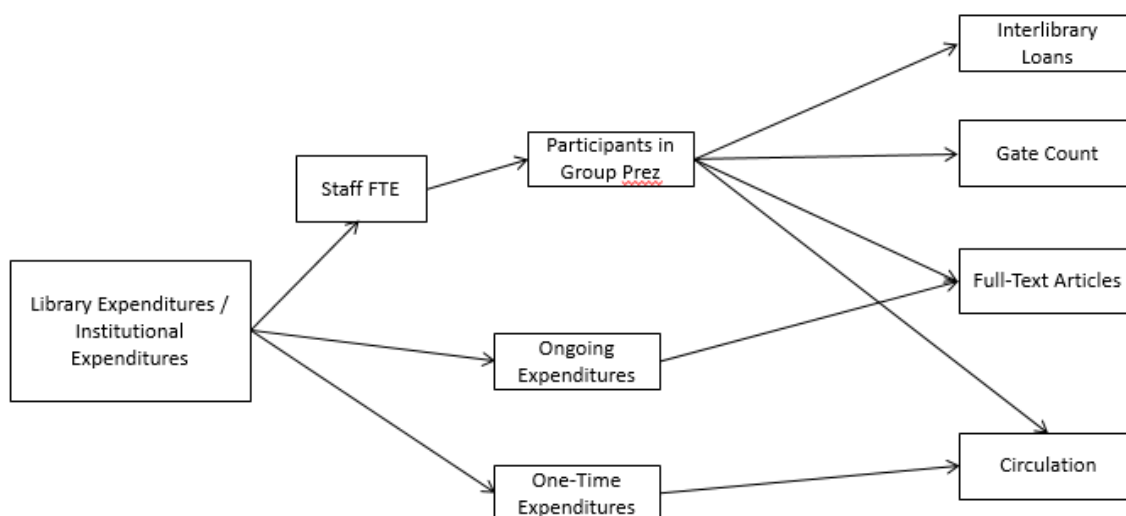 Interlibrary
Loans
Participants in
Group Prez
Gate Count
Staff FTE
Library Expenditures /
Institutional
Expenditures
Full-Text Articles
Ongoing
Expenditures
One-Time
Expenditures
Circulation